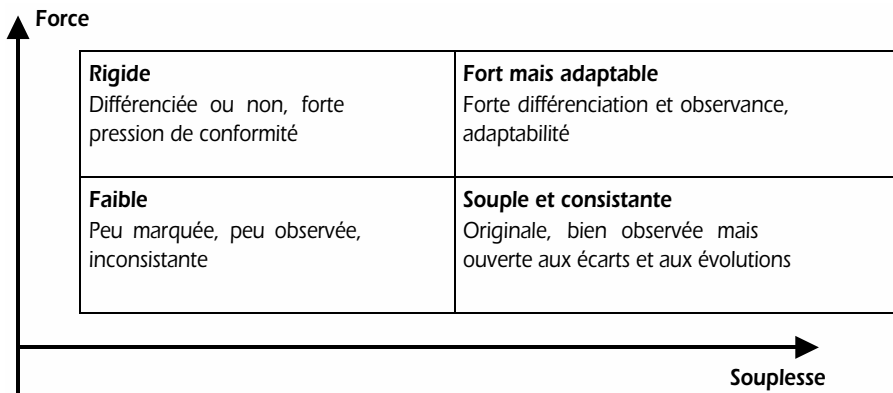 Force
Rigide
Différenciée ou non, forte
pression de conformité
Fort mais adaptable
Forte différenciation et observance,
adaptabilité
Faible
Peu marquée, peu observée,
inconsistante
Souple et consistante
Originale, bien observée mais
ouverte aux écarts et aux évolutions
Souplesse